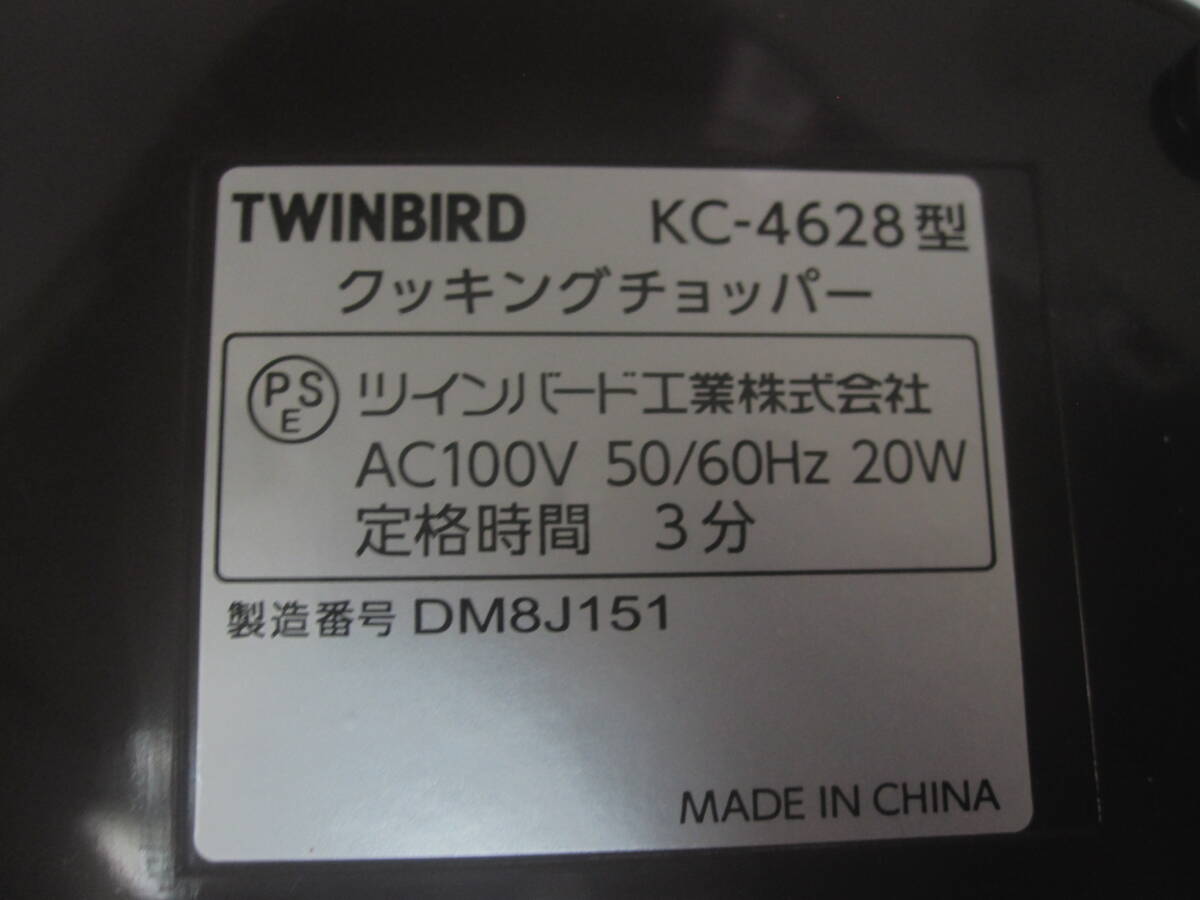 TWINBIRD KC-4628型
クッキングチョッパー
PSE ツインバード工業株式会社
AC100V 50/60Hz 20W
定格時間 3分
製造番号 DM8J151
MADE IN CHINA